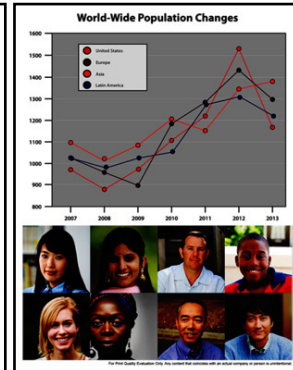 World-Wide Population Changes
1600
1500
1400
1300
1200
1100
1000
900
800
United States
Europe
Asia
Latin America
2007 2008 2009 2010 2011 2012 2013
For Print Quality Evaluation Only. Any content that coincides with an actual company or person is unintentional.